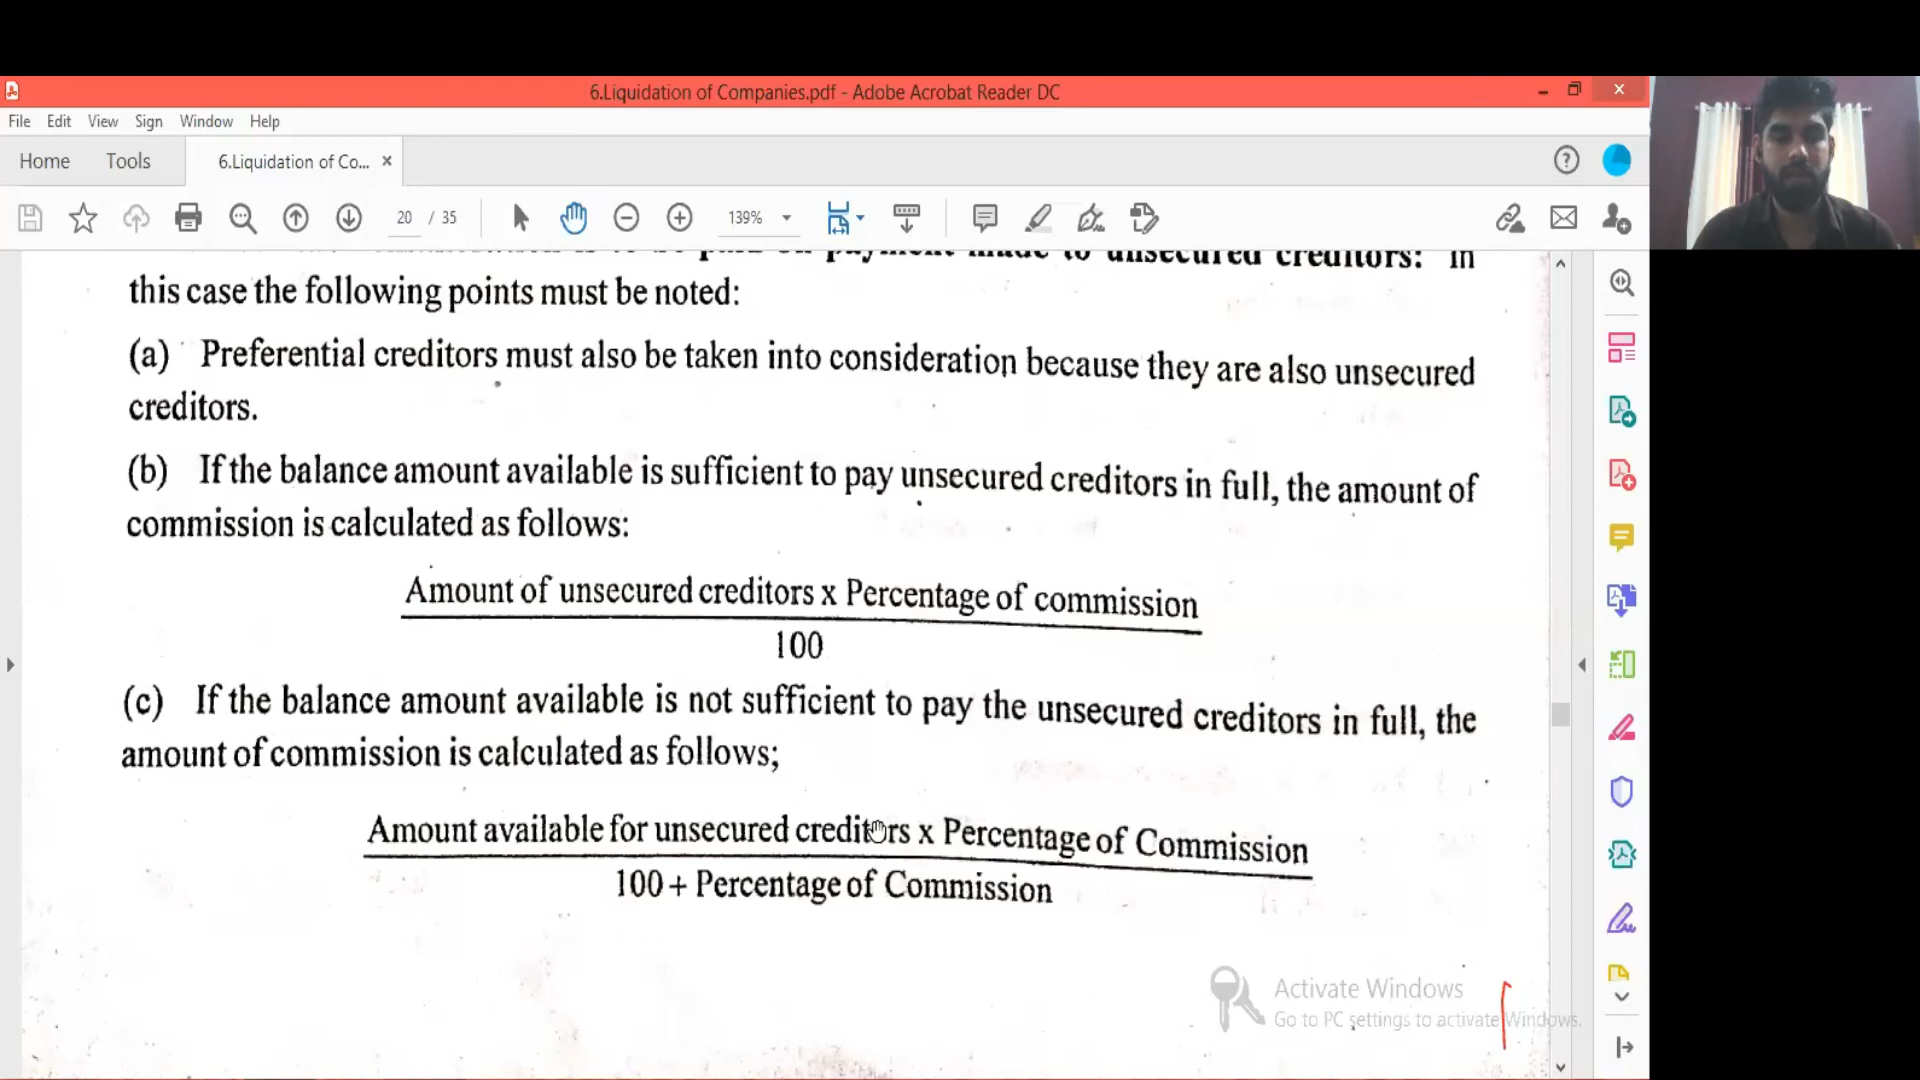 6.Liquidation of Companies.pdf - Adobe Acrobat Reader DC
File Edit View Sign Window Help
Home Tools 6.Liquidation of Co... ×
20 / 35 139%
payment made to unsecured creditors: In
this case the following points must be noted:
(a) Preferential creditors must also be taken into consideration because they are also unsecured
creditors.
(b) If the balance amount available is sufficient to pay unsecured creditors in full, the amount of
commission is calculated as follows:
Amount of unsecured creditors x Percentage of commission
100
(c) If the balance amount available is not sufficient to pay the unsecured creditors in full, the
amount of commission is calculated as follows;
Amount available for unsecured creditors x Percentage of Commission
100 + Percentage of Commission
Activate Windows
Go to PC settings to activate Windows.